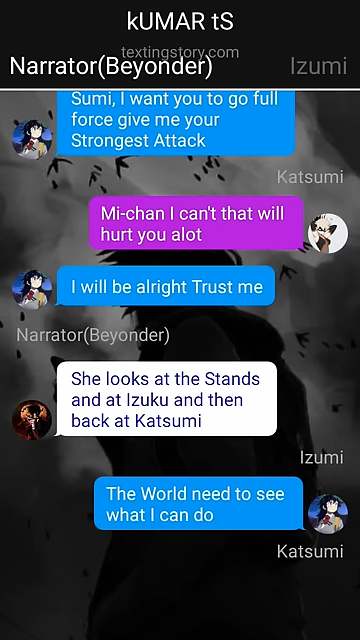 kUMAR tS
textingstory.com
Narrator(Beyonder)
Izumi
Sumi, I want you to go full
force give me your
Strongest Attack
Katsumi
Mi-chan I can't that will
hurt you alot
I will be alright Trust me
Narrator(Beyonder)
She looks at the Stands
and at Izuku and then
back at Katsumi
Izumi
The World need to see
what I can do
Katsumi